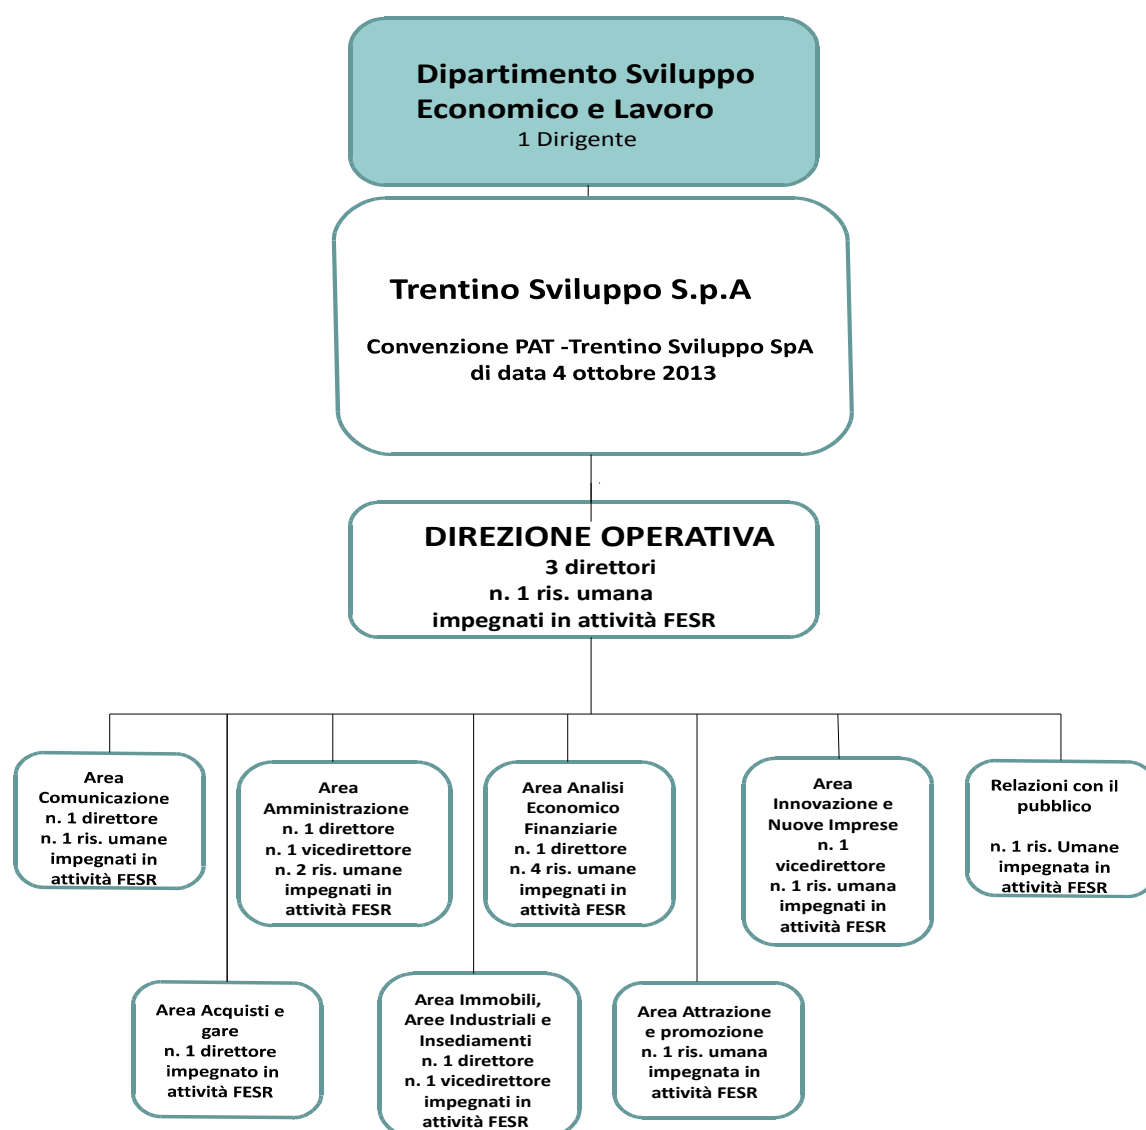 Dipartimento Sviluppo
Economico e Lavoro
1 Dirigente
Trentino Sviluppo S.p.A
Convenzione PAT -Trentino Sviluppo SpA
di data 4 ottobre 2013
DIREZIONE OPERATIVA
3 direttori
n. 1 ris. umana
impegnati in attività FESR
Area
Comunicazione
n. 1 direttore
n. 1 ris. umane
impegnati in
attività FESR
Area
Amministrazione
n. 1 direttore
n. 1 vicedirettore
n. 2 ris. umane
impegnati in
attività FESR
Area Analisi
Economico
Finanziarie
n. 1 direttore
n. 4 ris. umane
impegnati in
attività FESR
Area
Innovazione e
Nuove Imprese
n. 1
vicedirettore
n. 1 ris. umana
impegnati in
attività FESR
Relazioni con il
pubblico
n. 1 ris. Umane
impegnata in
attività FESR
Area Acquisti e
gare
n. 1 direttore
impegnato in
attività FESR
Area Immobili,
Aree Industriali e
Insediamenti
n. 1 direttore
n. 1 vicedirettore
impegnati in
attività FESR
Area Attrazione
e promozione
n. 1 ris. umana
impegnata in
attività FESR